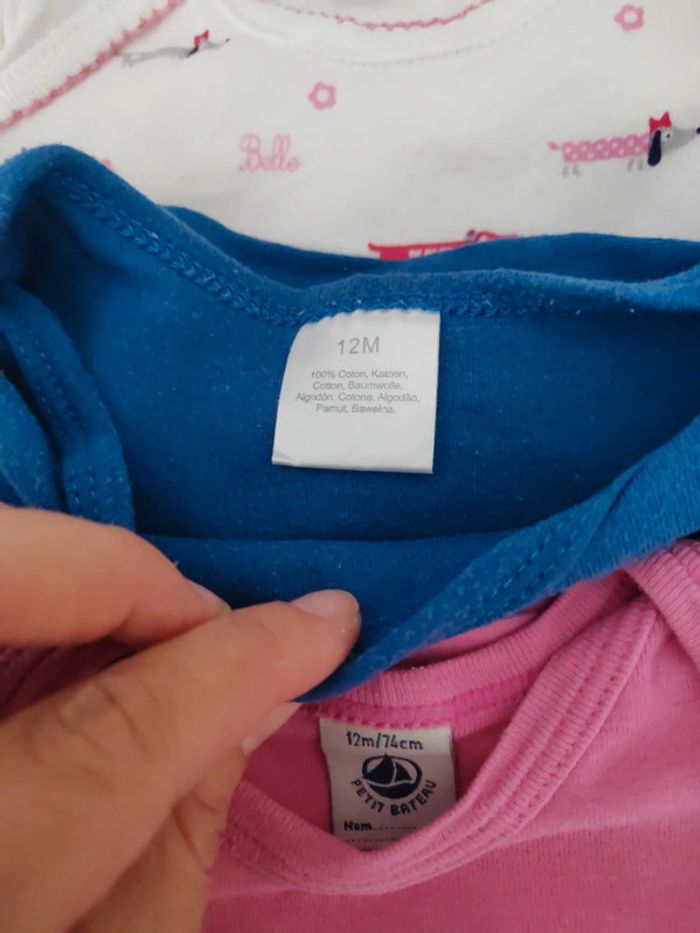 Belle
12M
100% Coton, Katoen,
Cotton, Baumwolle,
Algodón, Cotone, Algodão,
Pamut, Bawełna,
12m/74cm
PETIT BATEAU
Nom